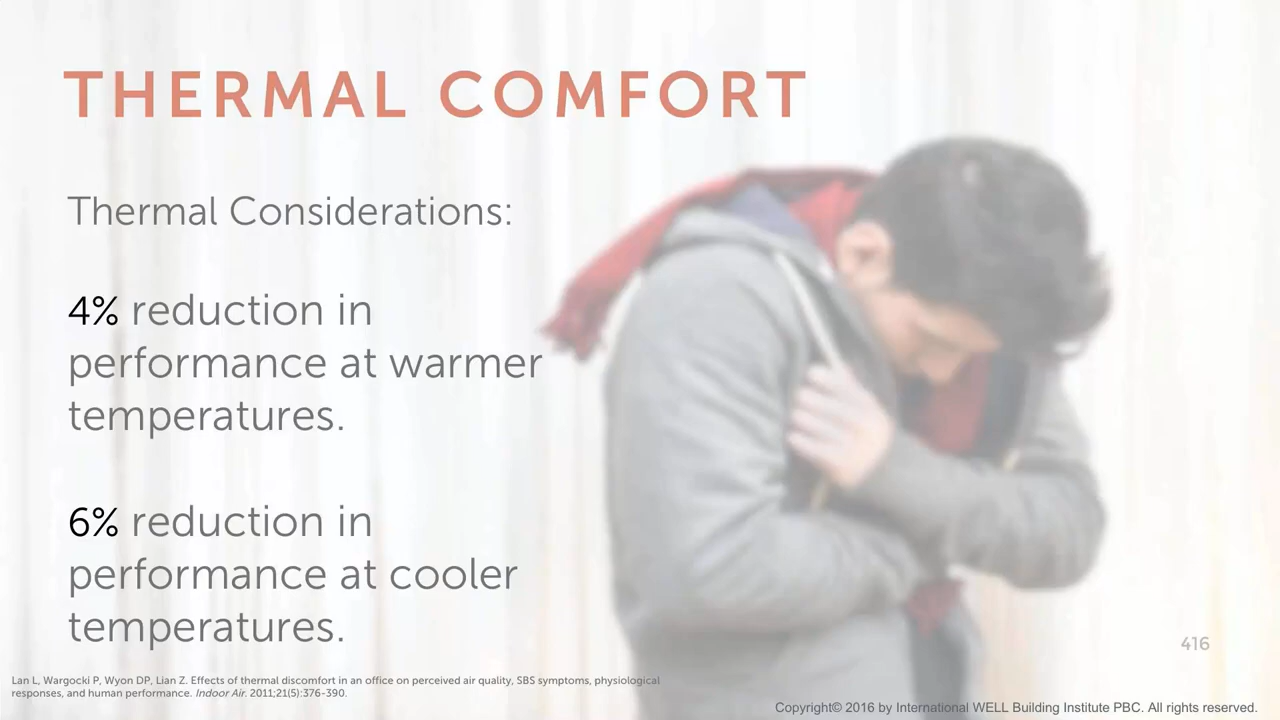 THERMAL COMFORT
Thermal Considerations:
4% reduction in
performance at warmer
temperatures.
6% reduction in
performance at cooler
temperatures.
416
Lan L, Wargocki P, Wyon DP, Lian Z. Effects of thermal discomfort in an office on perceived air quality, SBS symptoms, physiological
responses, and human performance. Indoor Air. 2011;21(5):376-390.
Copyright© 2016 by International WELL Building Institute PBC. All rights reserved.